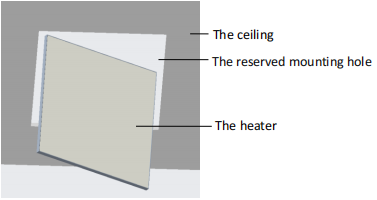 The ceiling
The reserved mounting hole
The heater